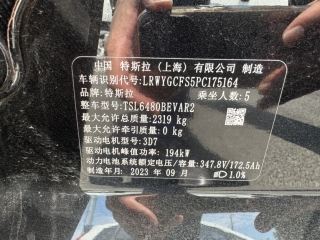 中国 特斯拉（上海）有限公司 制造
车辆识别代号: LRWYGCFS5PC175164
品牌: 特斯拉 乘坐人数: 5
整车型号: TSL6480BEVAR2
最大允许总质量: 2319 kg
最大允许牵引质量: 0 kg
驱动电机型号: 3D7
驱动电机峰值功率: 194kW
动力电池系统额定电压/容量: 347.8V/172.5Ah
制造年月: 2023 年 09 月 1.0%